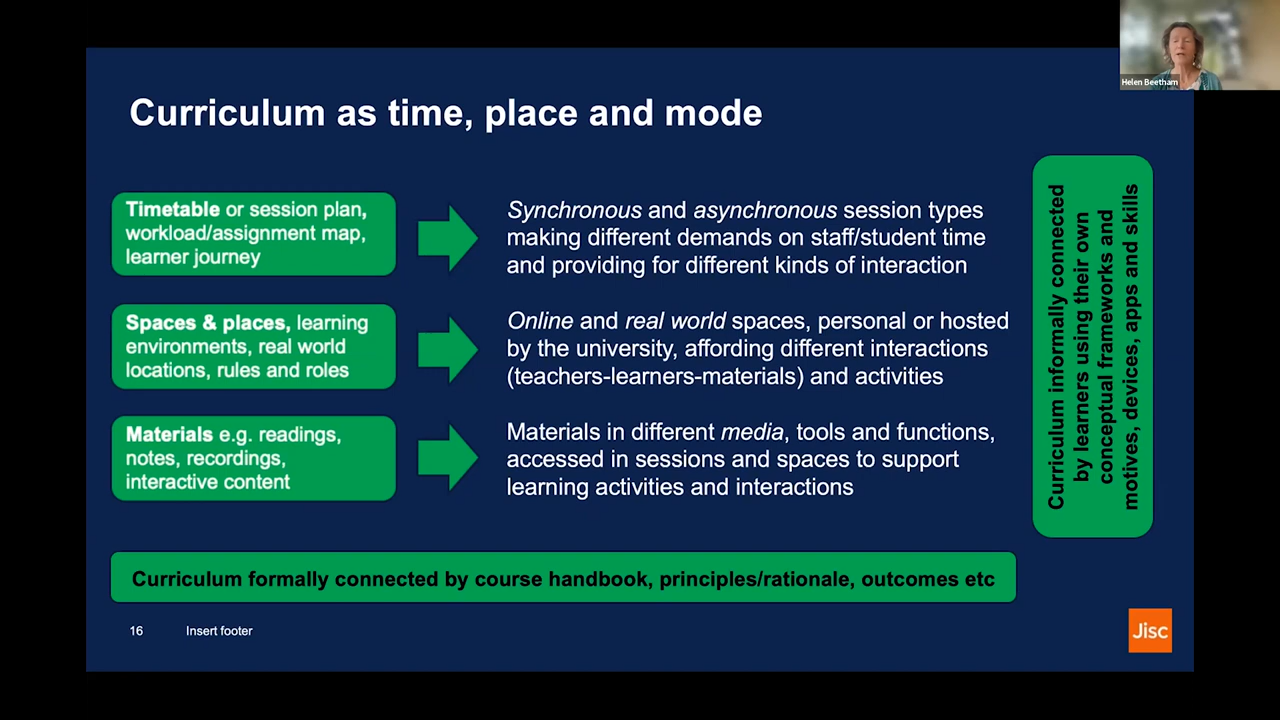 Helen Beetham
Curriculum as time, place and mode
Timetable or session plan,
workload/assignment map,
learner journey
Synchronous and asynchronous session types
making different demands on staff/student time
and providing for different kinds of interaction
Spaces & places, learning
environments, real world
locations, rules and roles
Online and real world spaces, personal or hosted
by the university, affording different interactions
(teachers-learners-materials) and activities
Materials e.g. readings,
notes, recordings,
interactive content
Materials in different media, tools and functions,
accessed in sessions and spaces to support
learning activities and interactions
Curriculum informally connected
by learners using their own
conceptual frameworks and
motives, devices, apps and skills
Curriculum formally connected by course handbook, principles/rationale, outcomes etc
16 Insert footer
Jisc